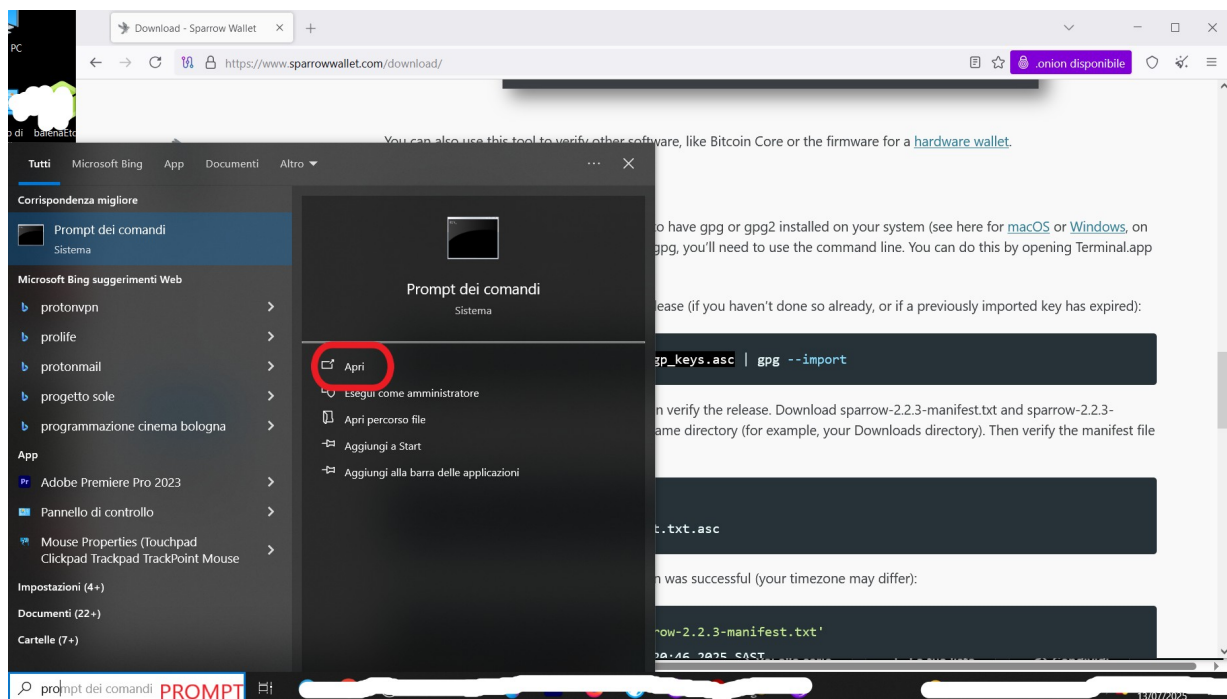 Download - Sparrow Wallet
PC
https://www.sparrowwallet.com/download/
.onion disponibile
o di
You can also use this tool to verify other software, like Bitcoin Core or the firmware for a hardware wallet.
Tutti Microsoft Bing App Documenti Altro
Corrispondenza migliore
Prompt dei comandi
Sistema
Microsoft Bing suggerimenti Web
protonvpn
prolife
protonmail
progetto sole
programmazione cinema bologna
App
Adobe Premiere Pro 2023
Pannello di controllo
Mouse Properties (Touchpad
Clickpad Trackpad TrackPoint Mouse
Impostazioni (4+)
Documenti (22+)
Cartelle (7+)
Prompt dei comandi
Sistema
Apri
Esegui come amministratore
Apri percorso file
Aggiungi a Start
Aggiungi alla barra delle applicazioni
to have gpg or gpg2 installed on your system (see here for macOS or Windows, on
gpg, you'll need to use the command line. You can do this by opening Terminal.app
lease (if you haven't done so already, or if a previously imported key has expired):
gp_keys.asc | gpg --import
n verify the release. Download sparrow-2.2.3-manifest.txt and sparrow-2.2.3-
ame directory (for example, your Downloads directory). Then verify the manifest file
t.txt.asc
n was successful (your timezone may differ):
row-2.2.3-manifest.txt'
20:46 2025 SAST
prompt dei comandi PROMPT
13/07/2025